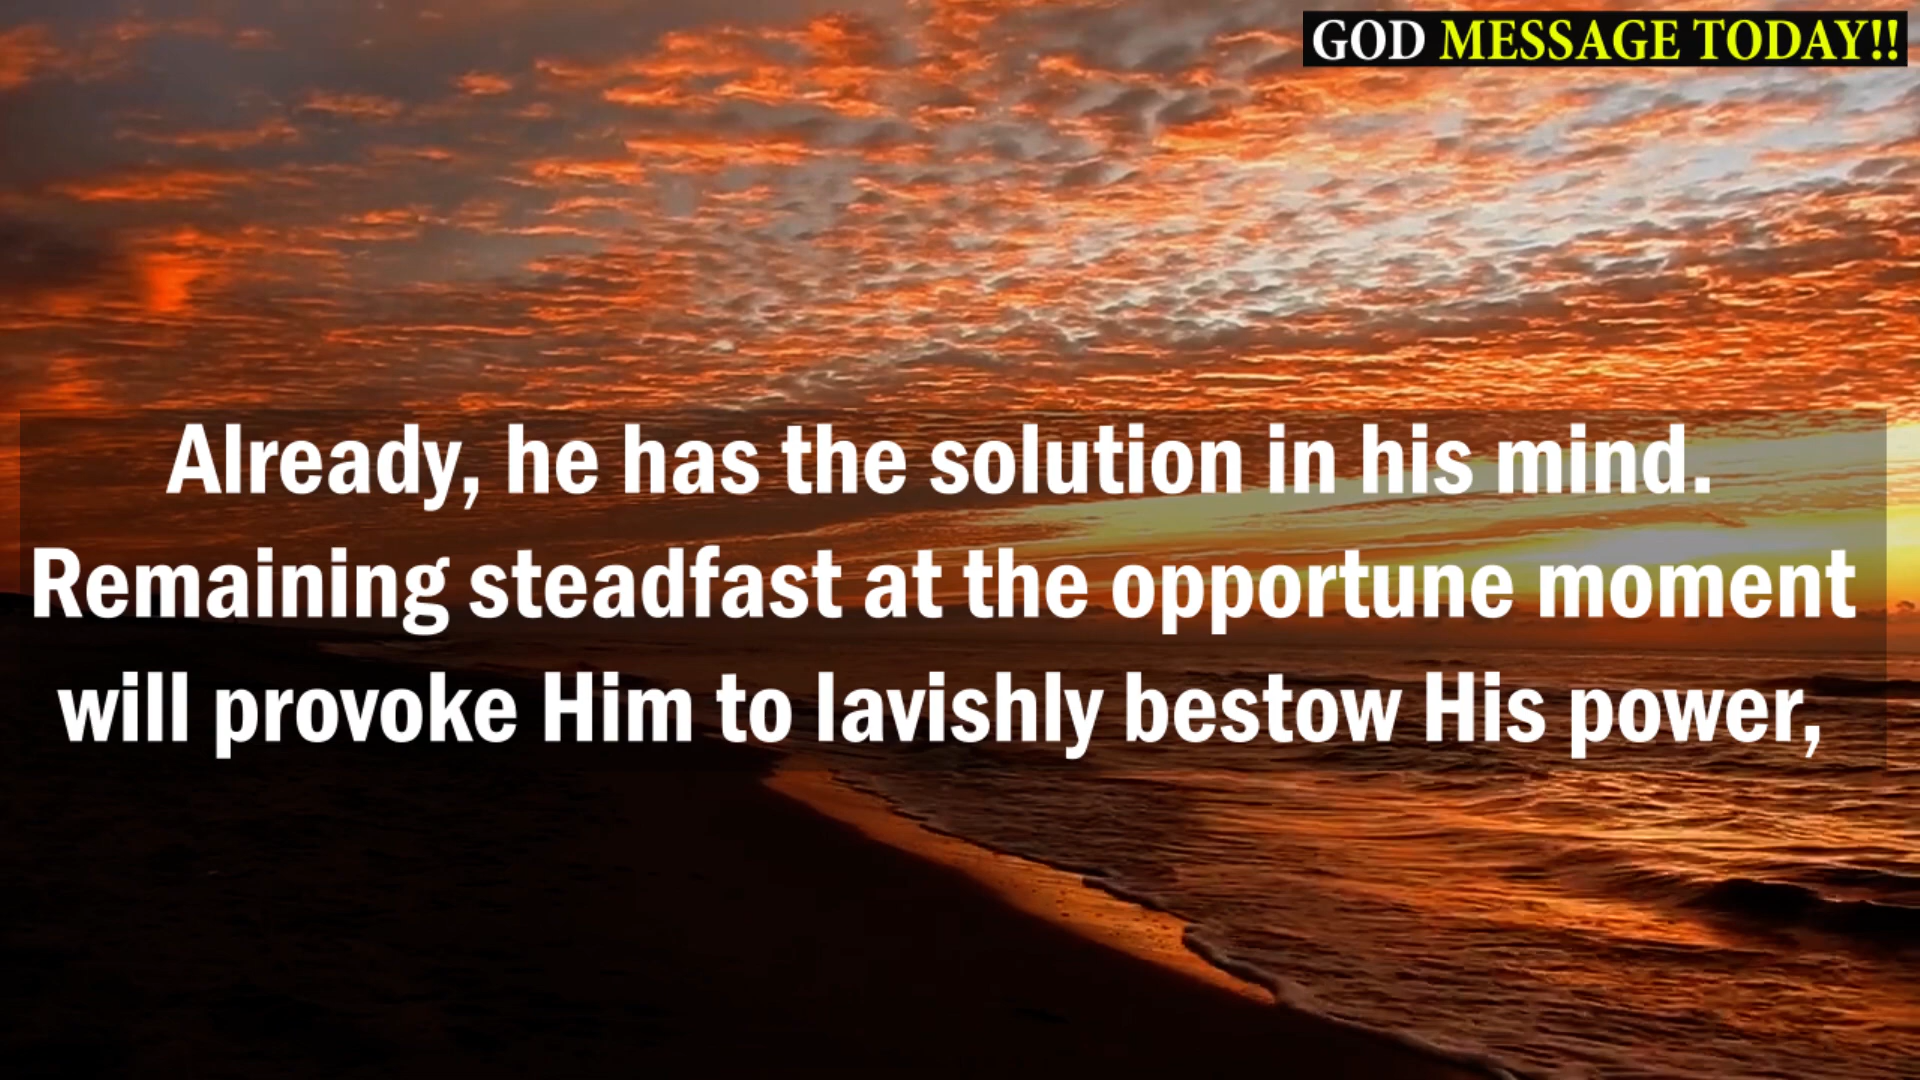 GOD MESSAGE TODAY!!
Already, he has the solution in his mind.
Remaining steadfast at the opportune moment
will provoke Him to lavishly bestow His power,